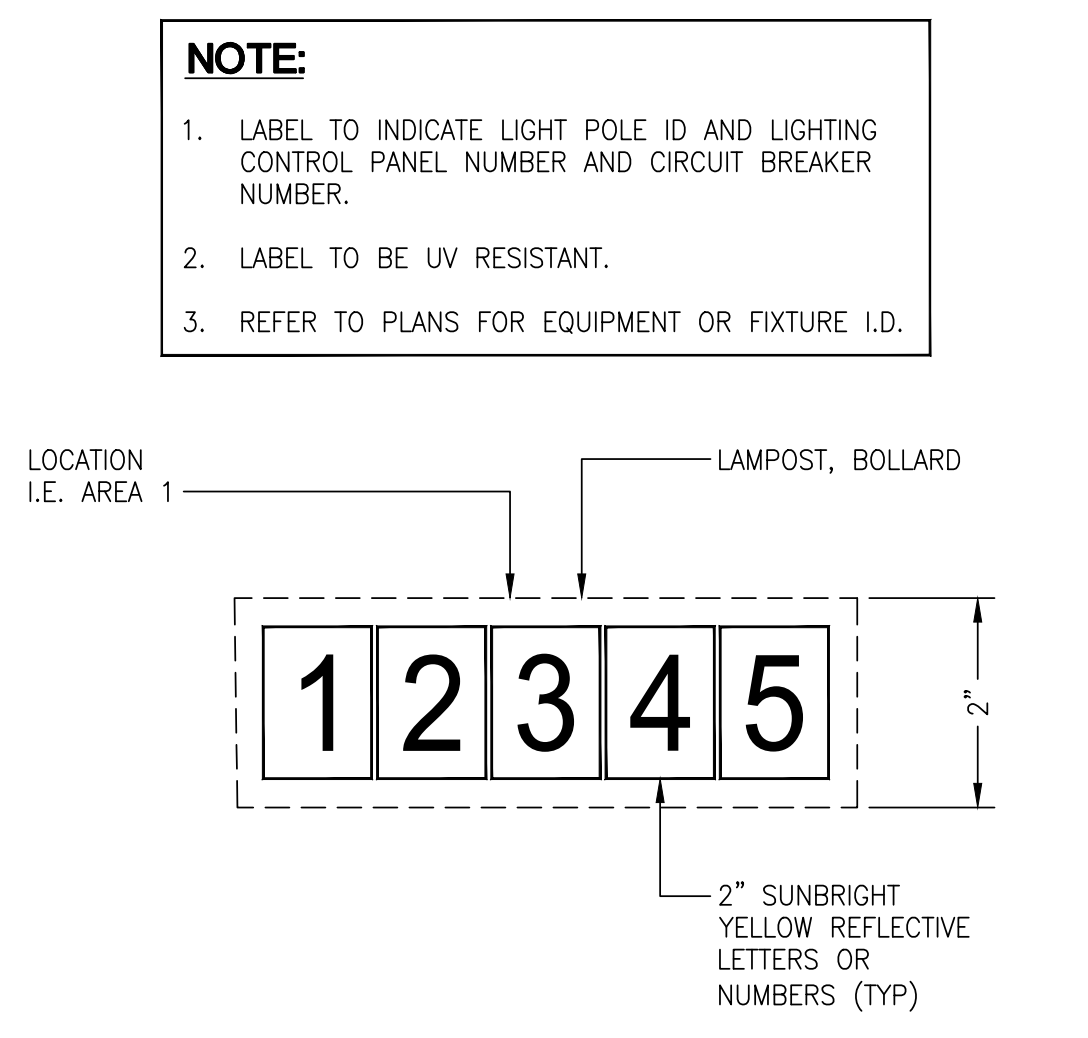 NOTE:
1. LABEL TO INDICATE LIGHT POLE ID AND LIGHTING
CONTROL PANEL NUMBER AND CIRCUIT BREAKER
NUMBER.
2. LABEL TO BE UV RESISTANT.
3. REFER TO PLANS FOR EQUIPMENT OR FIXTURE I.D.
LOCATION
I.E. AREA 1
LAMPOST, BOLLARD
1 2 3 4 5
2”
2” SUNBRIGHT
YELLOW REFLECTIVE
LETTERS OR
NUMBERS (TYP)